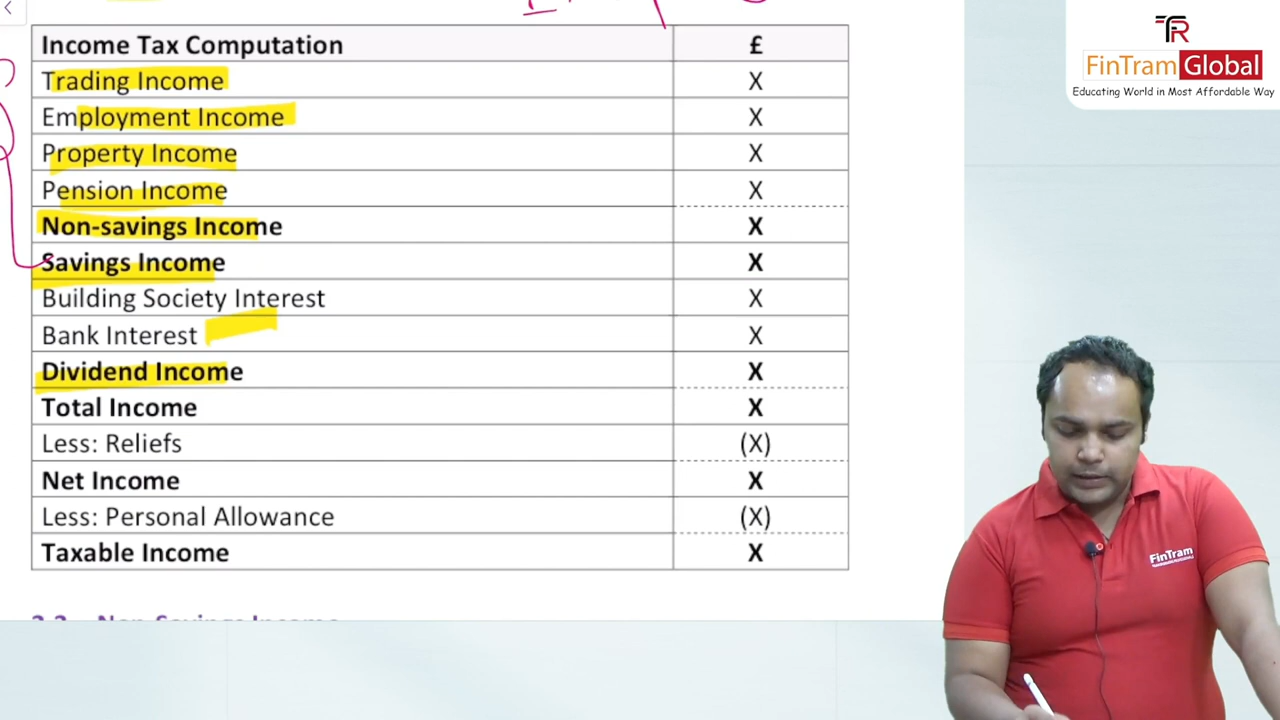 Income Tax Computation £
Trading Income X
Employment Income X
Property Income X
Pension Income X
Non-savings Income X
Savings Income X
Building Society Interest X
Bank Interest X
Dividend Income X
Total Income X
Less: Reliefs (X)
Net Income X
Less: Personal Allowance (X)
Taxable Income X
FinTram Global
Educating World in Most Affordable Way
FinTram